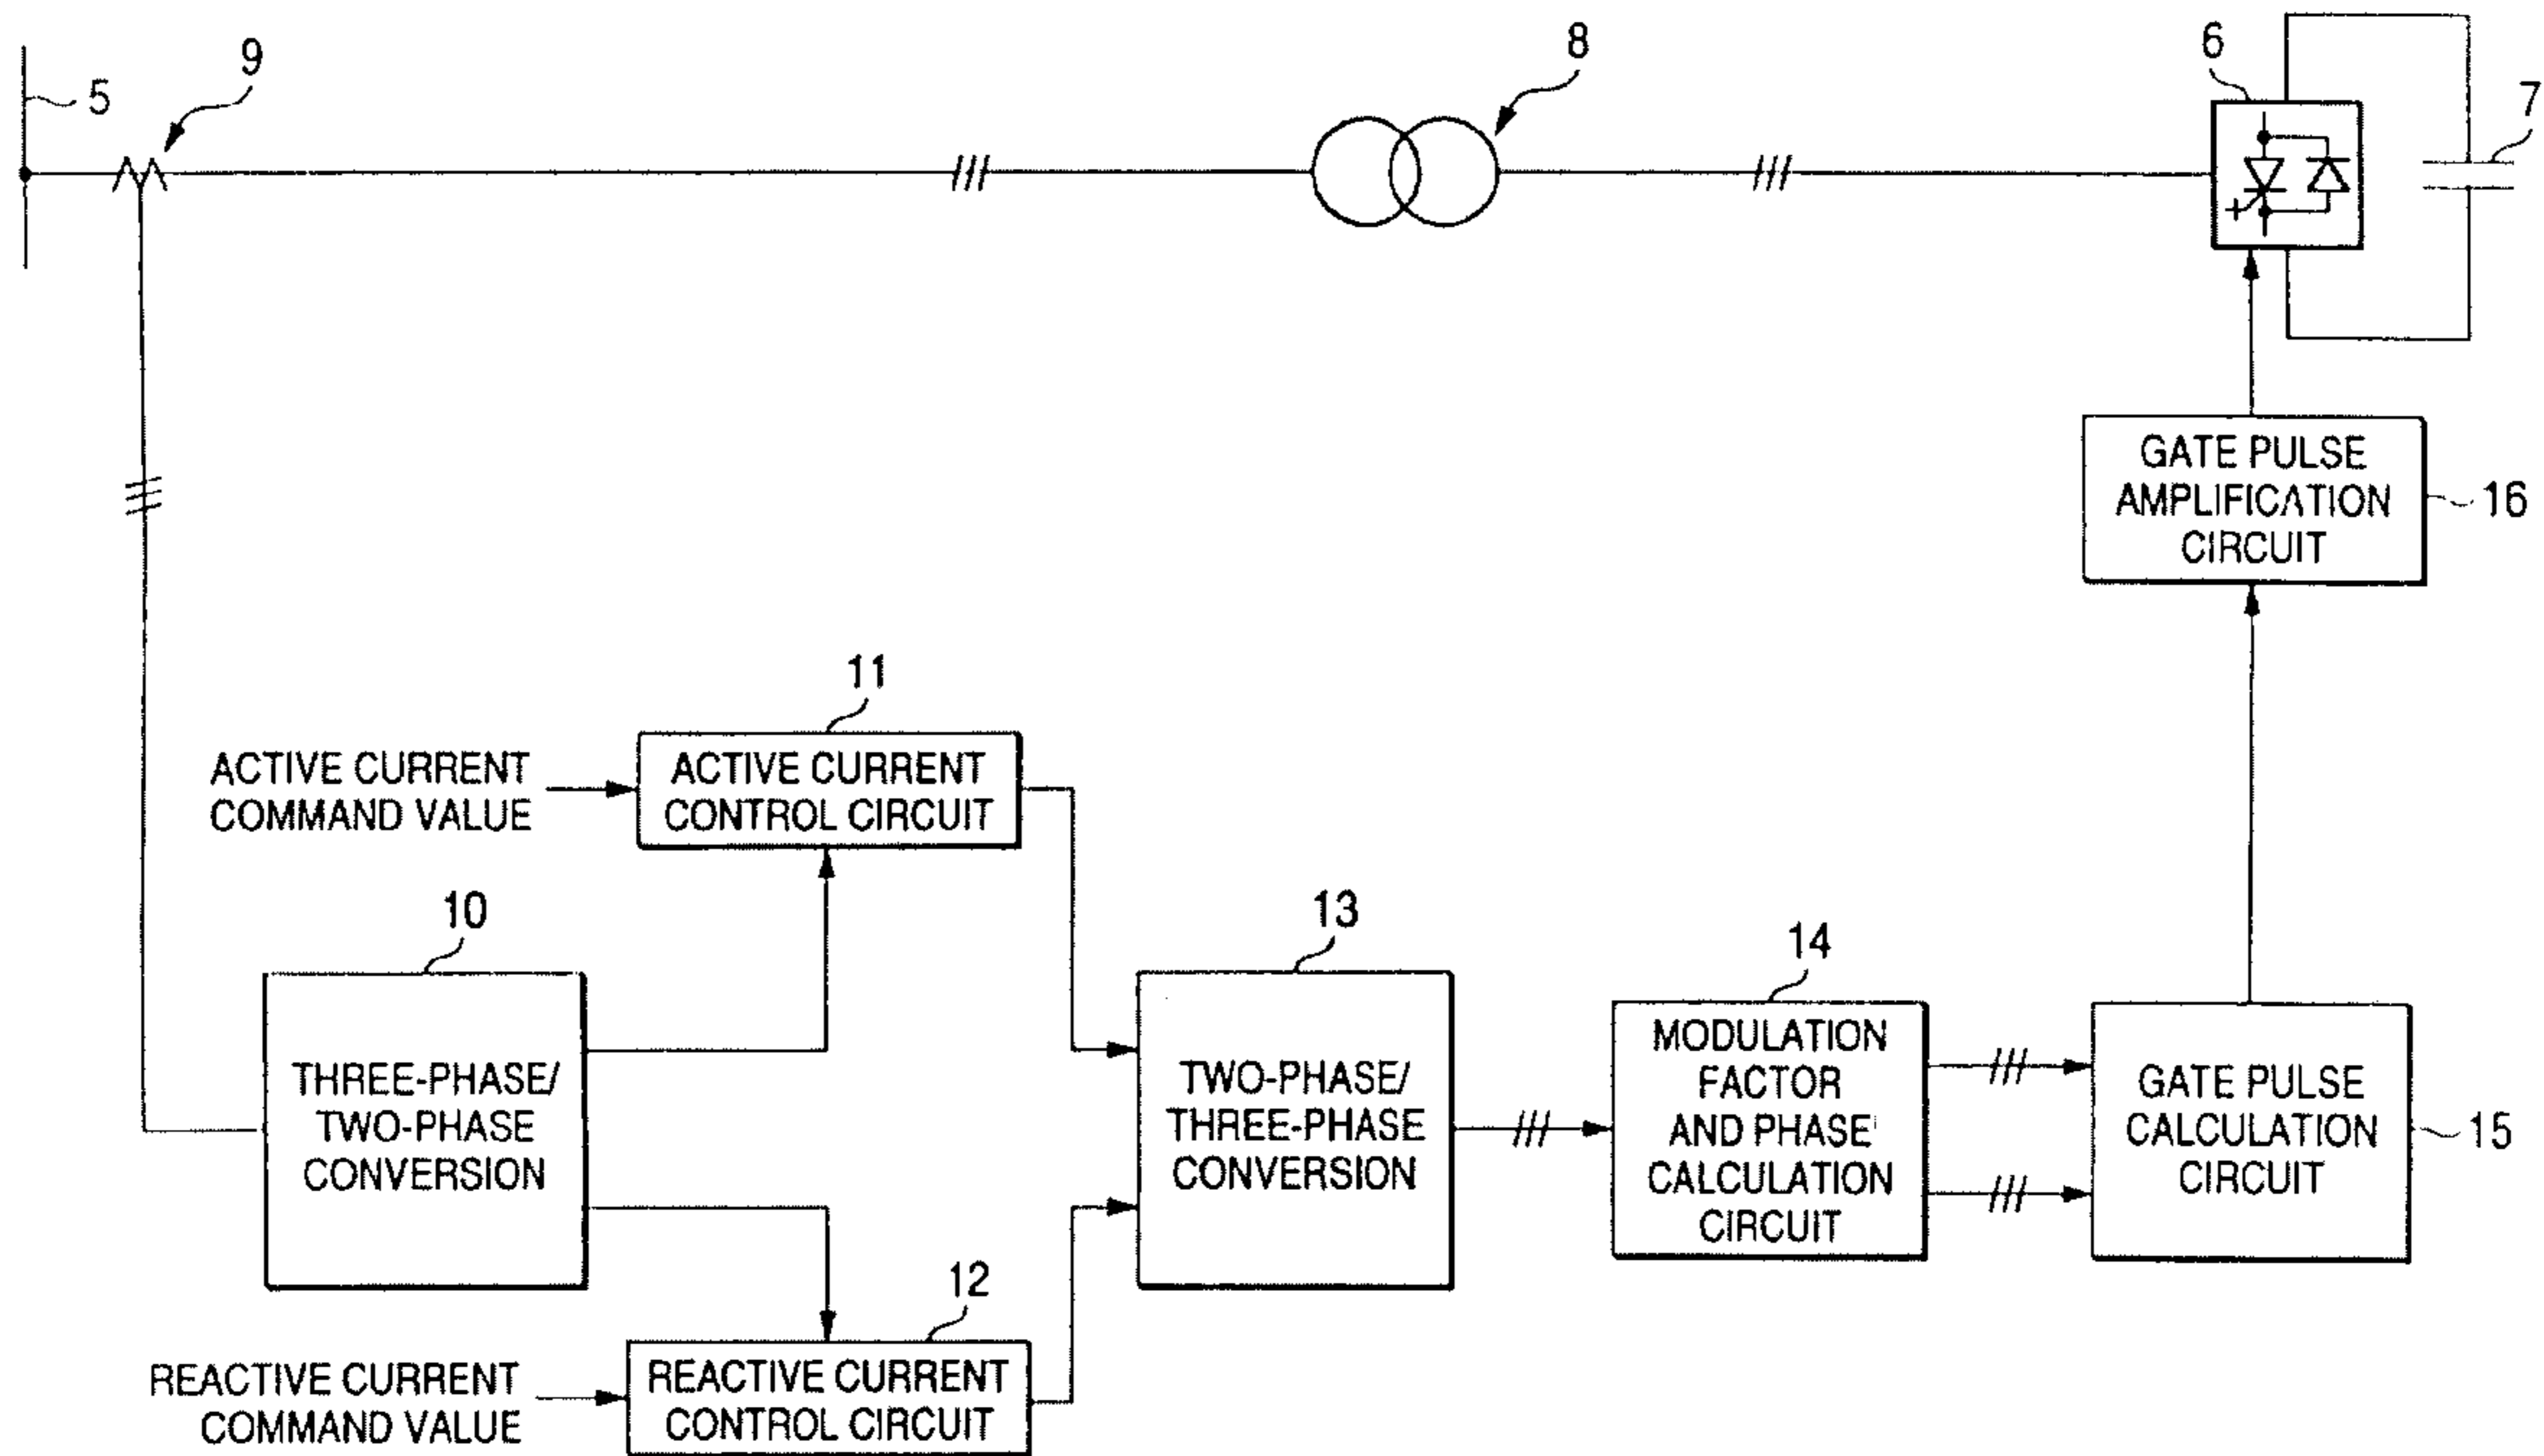 5
9
8
6
7
GATE PULSE
AMPLIFICATION
CIRCUIT
16
11
ACTIVE CURRENT
COMMAND VALUE
ACTIVE CURRENT
CONTROL CIRCUIT
10
THREE-PHASE/
TWO-PHASE
CONVERSION
13
TWO-PHASE/
THREE-PHASE
CONVERSION
14
MODULATION
FACTOR
AND PHASE
CALCULATION
CIRCUIT
GATE PULSE
CALCULATION
CIRCUIT
15
12
REACTIVE CURRENT
COMMAND VALUE
REACTIVE CURRENT
CONTROL CIRCUIT